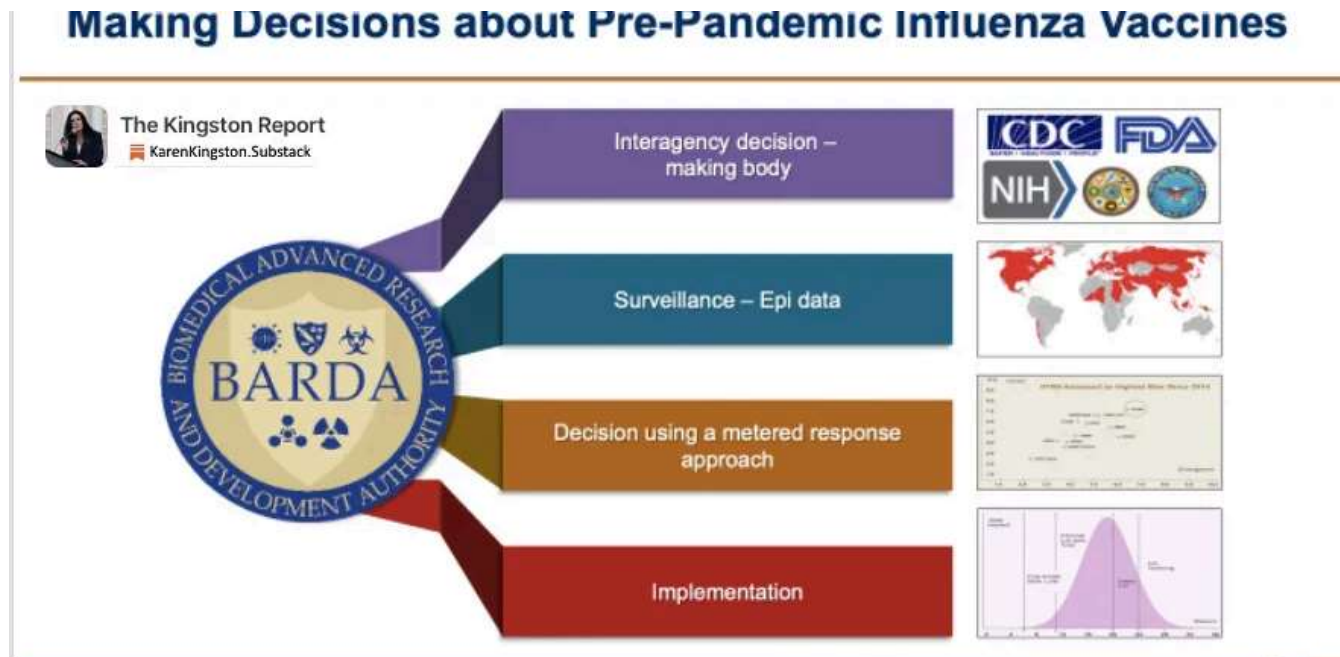 Making Decisions about Pre-Pandemic Influenza Vaccines
The Kingston Report
KarenKingston.Substack
Interagency decision –
making body
CDC
FDA
NIH
BIOMEDICAL ADVANCED RESEARCH
AND DEVELOPMENT AUTHORITY
BARDA
Surveillance – Epi data
Decision using a metered response
approach
Implementation